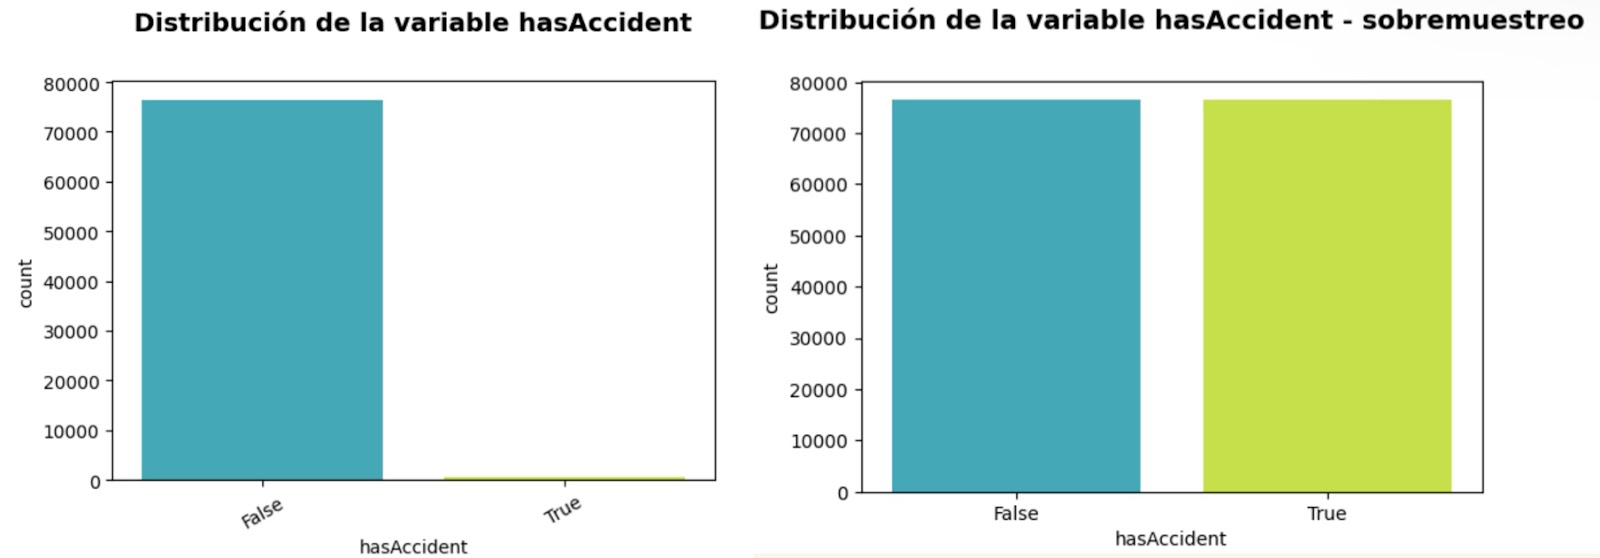 Distribución de la variable hasAccident
80000
70000
60000
50000
40000
30000
20000
10000
0
count
False
True
hasAccident
Distribución de la variable hasAccident - sobremuestreo
80000
70000
60000
50000
40000
30000
20000
10000
0
count
False
True
hasAccident